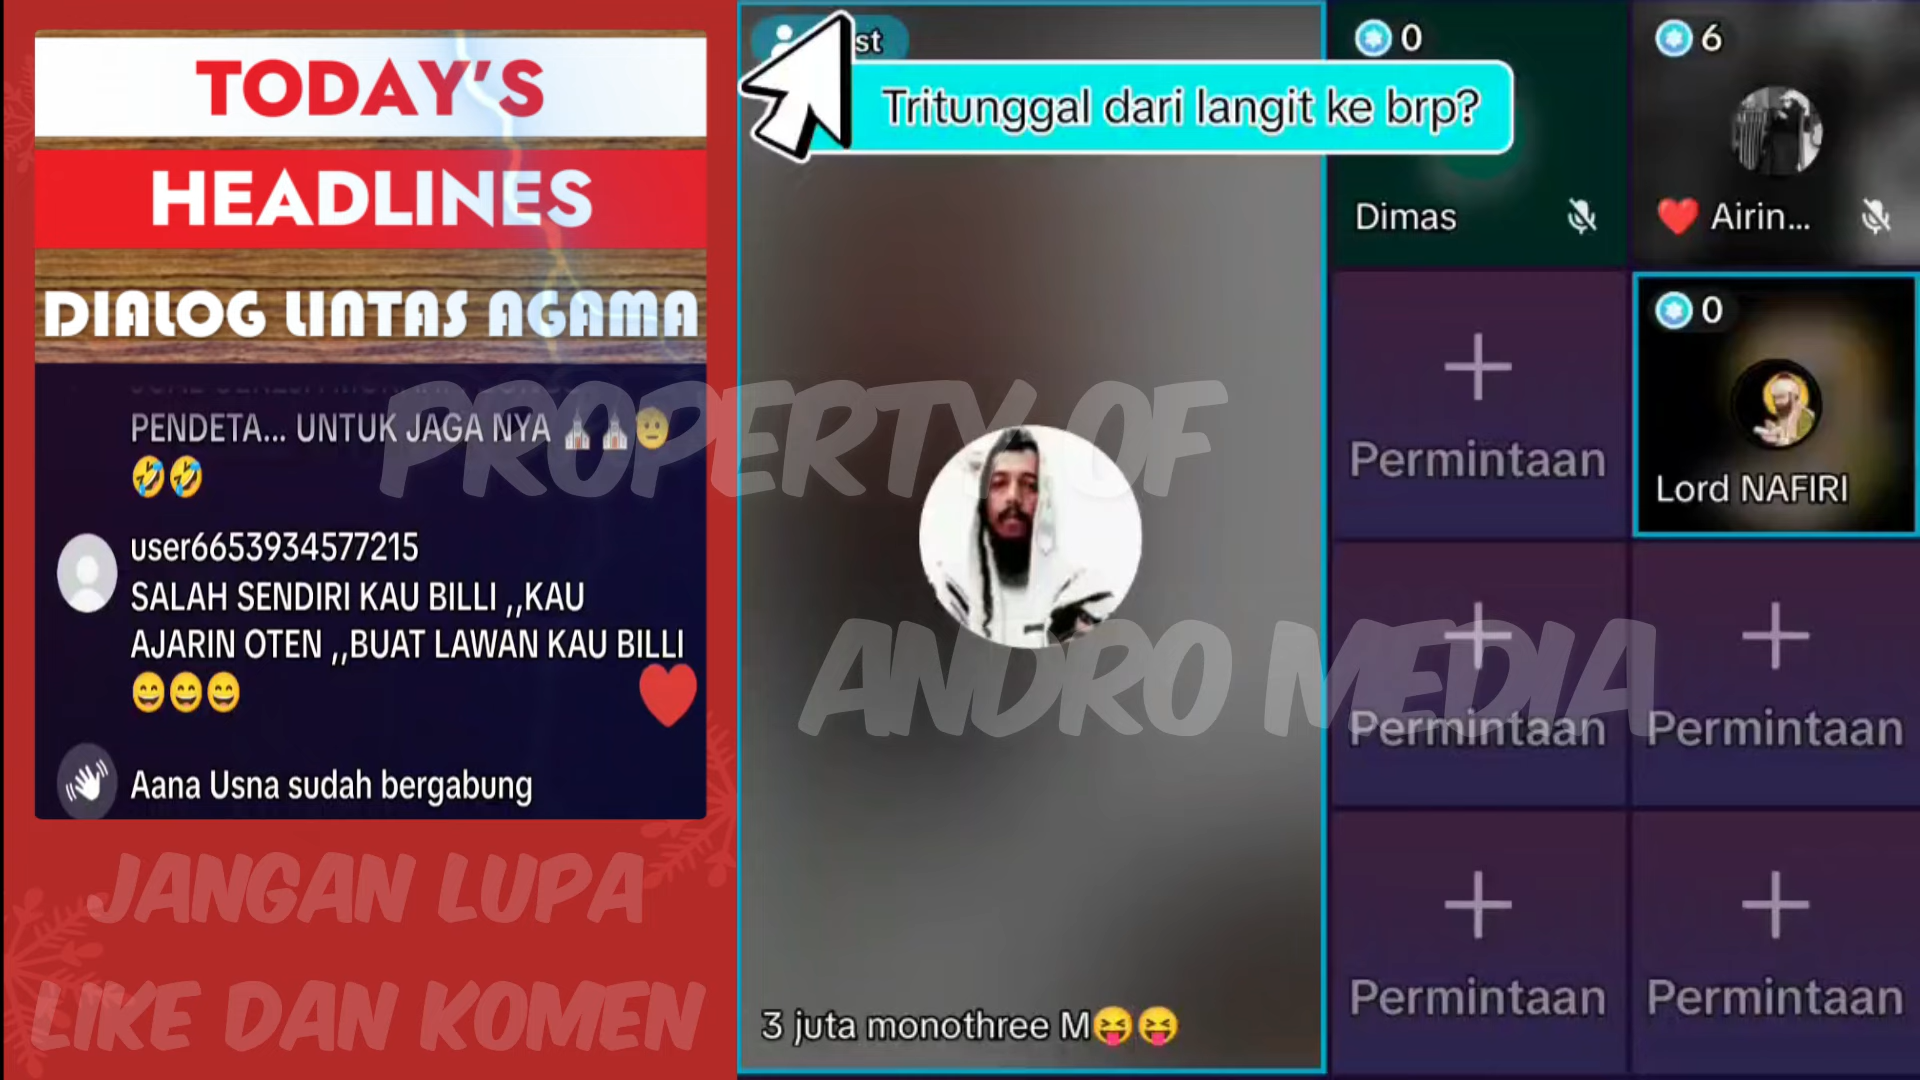 TODAY'S
HEADLINES
DIALOG LINTAS AGAMA
PENDETA... UNTUK JAGA NYA ⛪⛪🫡
🤣🤣
user6653934577215
SALAH SENDIRI KAU BILLI ,,KAU
AJARIN OTEN ,,BUAT LAWAN KAU BILLI
😄😄😄
Aana Usna sudah bergabung
JANGAN LUPA
LIKE DAN KOMEN
Tritunggal dari langit ke brp?
3 juta monothree M😝😝
0
Dimas
6
❤️ Airin...
Permintaan
0
Lord NAFIRI
Permintaan
Permintaan
Permintaan
Permintaan
PROPERTY OF
ANDRO MEDIA